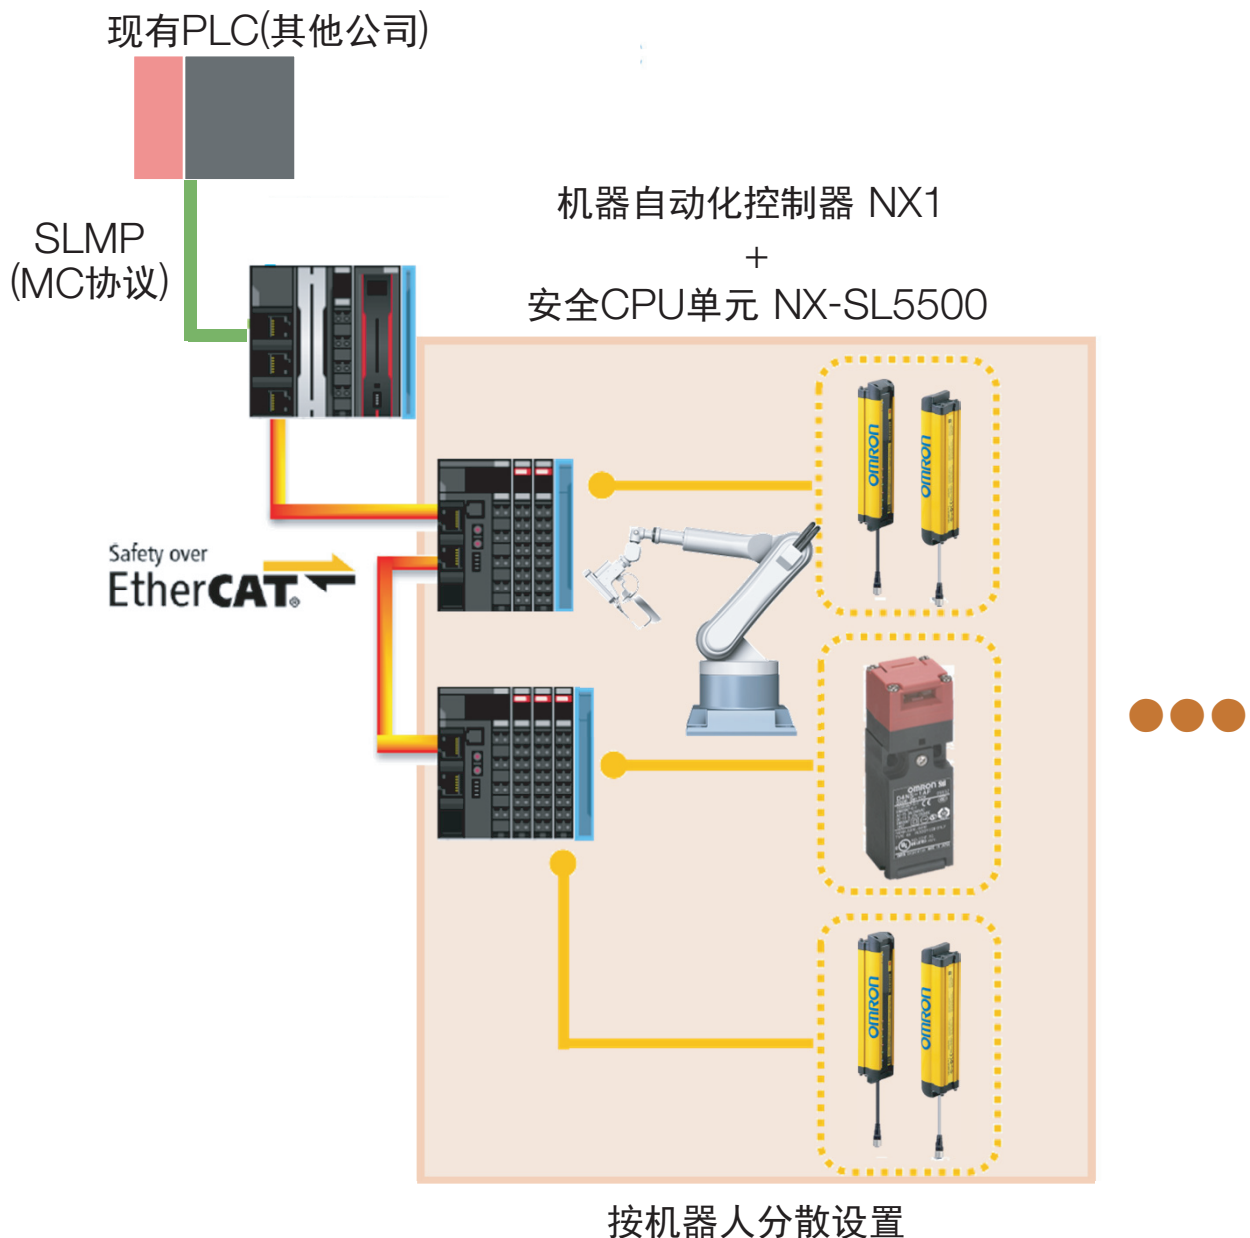 现有PLC(其他公司)
SLMP
(MC协议)
机器自动化控制器 NX1
+
安全CPU单元 NX-SL5500
OMRON
OMRON
Safety over
EtherCAT®
OMRON
OMRON
OMRON
按机器人分散设置